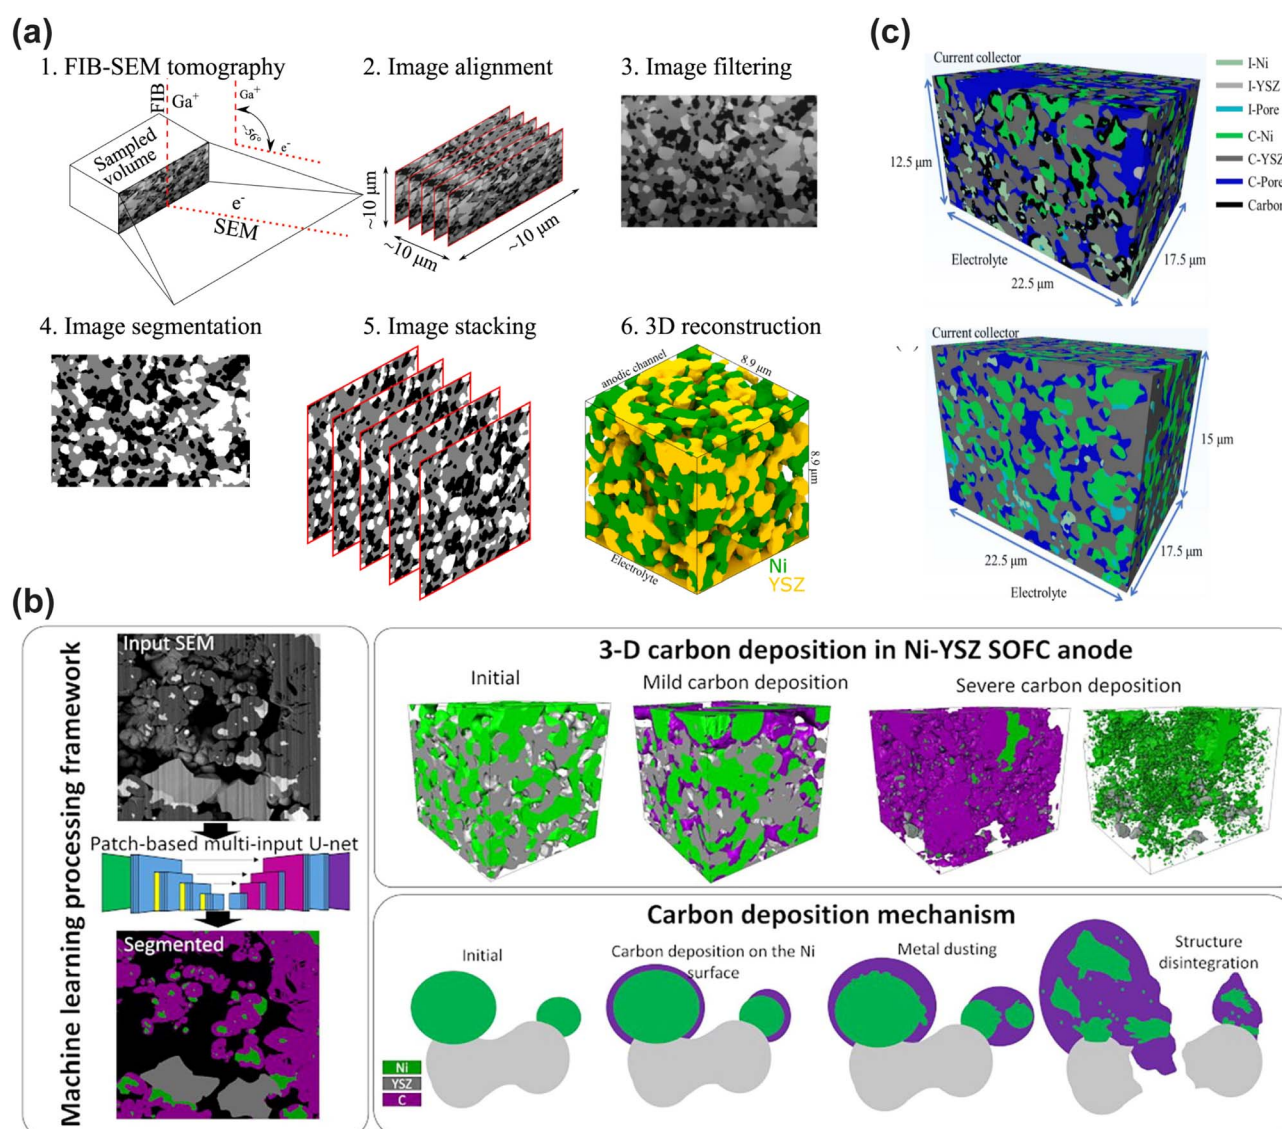 (a)
1. FIB-SEM tomography
FIB
Ga+
Ga+
~56°
e-
Sampled
volume
e-
SEM
2. Image alignment
~10 μm
~10 μm
~10 μm
3. Image filtering
4. Image segmentation
5. Image stacking
6. 3D reconstruction
anodic channel
8.9 μm
8.9 μm
Electrolyte
Ni
YSZ
(c)
Current collector
12.5 μm
Electrolyte
22.5 μm
17.5 μm
I-Ni
I-YSZ
I-Pore
C-Ni
C-YSZ
C-Pore
Carbon
Current collector
15 μm
17.5 μm
22.5 μm
Electrolyte
(b)
Machine learning processing framework
Input SEM
Patch-based multi-input U-net
Segmented
3-D carbon deposition in Ni-YSZ SOFC anode
Initial
Mild carbon deposition
Severe carbon deposition
Carbon deposition mechanism
Initial
Carbon deposition on the Ni
surface
Metal dusting
Structure
disintegration
Ni
YSZ
C